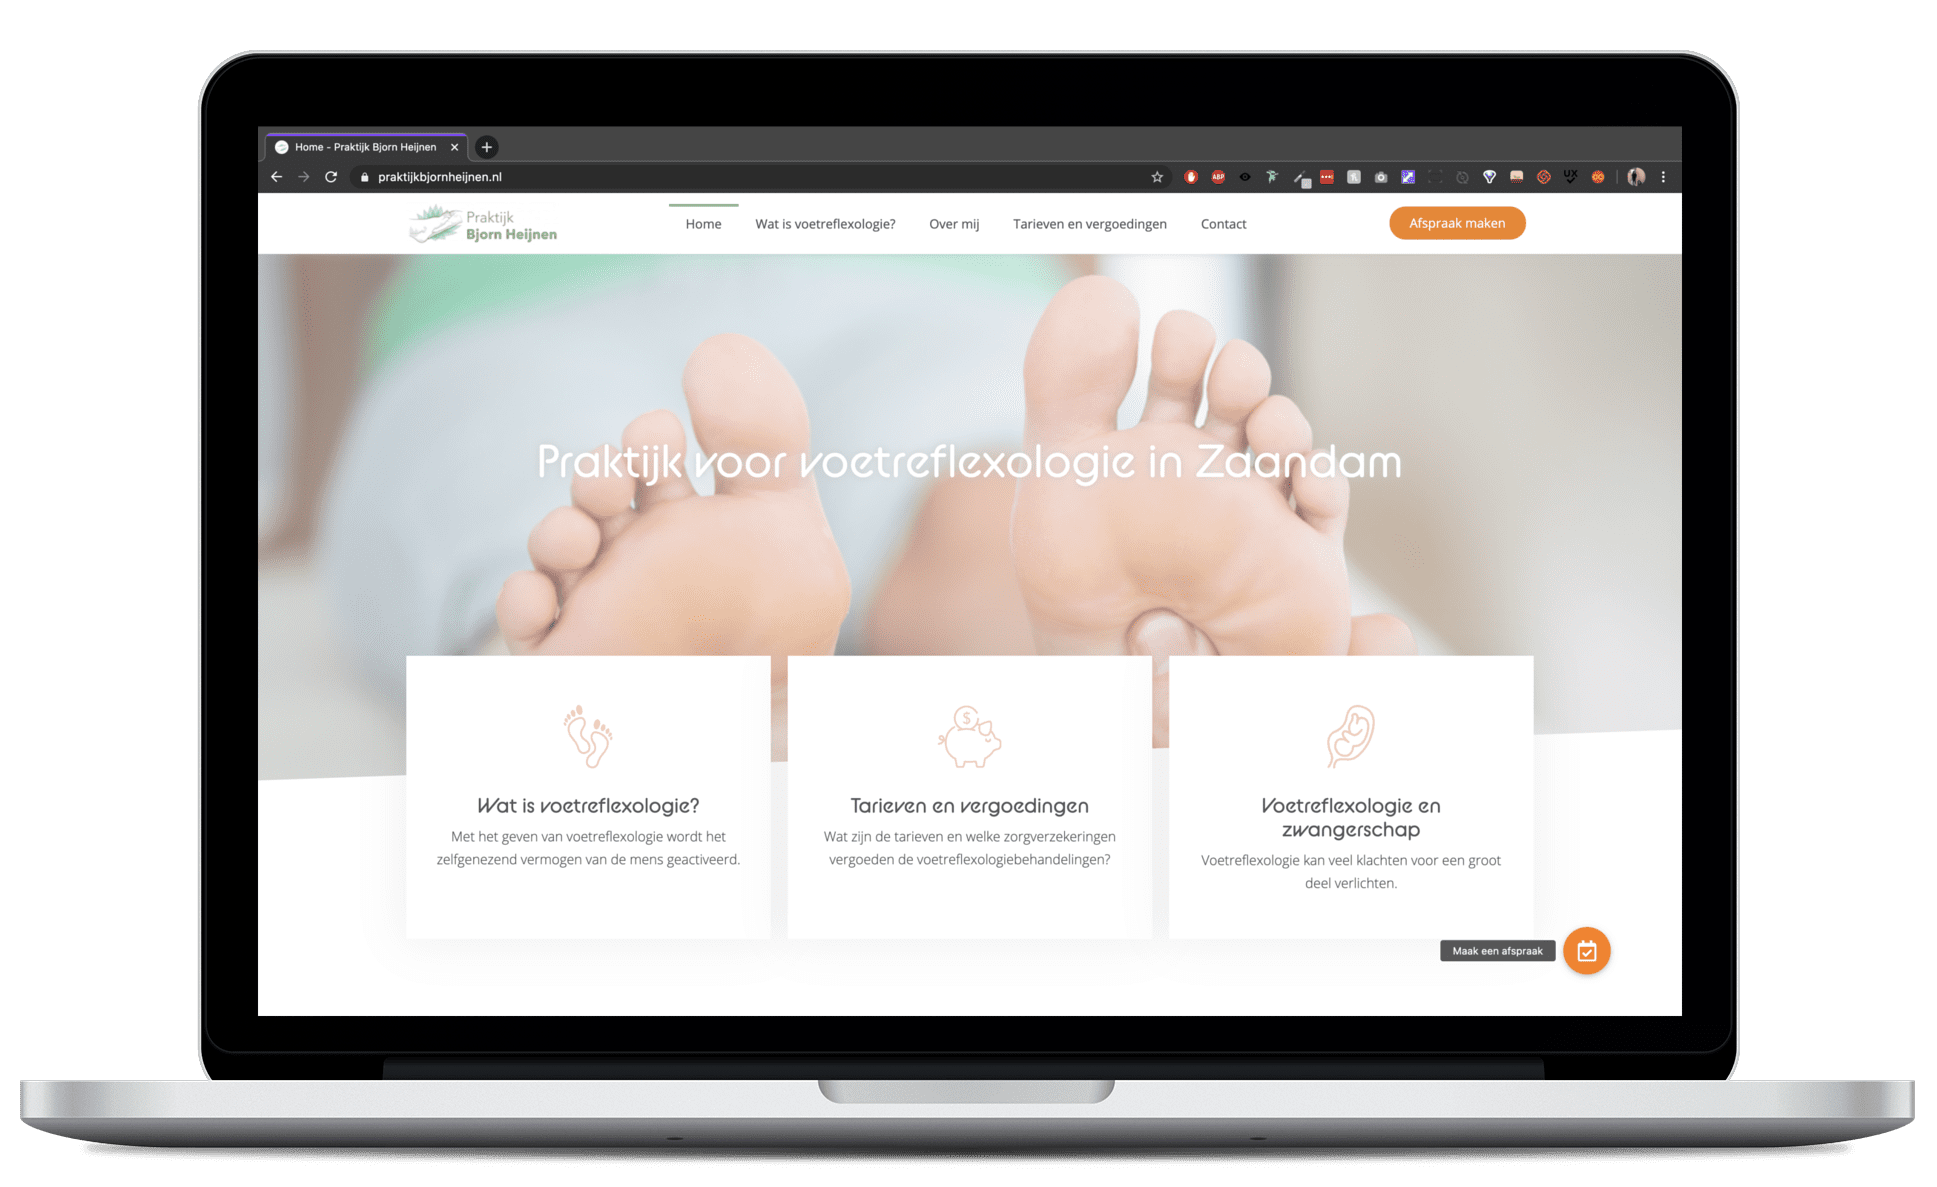 Home - Praktijk Bjorn Heijnen
praktijkbjornheijnen.nl
ABP
UX
Praktijk
Bjorn Heijnen
Home
Wat is voetreflexologie?
Over mij
Tarieven en vergoedingen
Contact
Afspraak maken
Praktijk voor voetreflexologie in Zaandam
$
Wat is voetreflexologie?
Met het geven van voetreflexologie wordt het
zelfgenezend vermogen van de mens geactiveerd.
Tarieven en vergoedingen
Wat zijn de tarieven en welke zorgverzekeringen
vergoeden de voetreflexologiebehandelingen?
Voetreflexologie en
zwangerschap
Voetreflexologie kan veel klachten voor een groot
deel verlichten.
Maak een afspraak